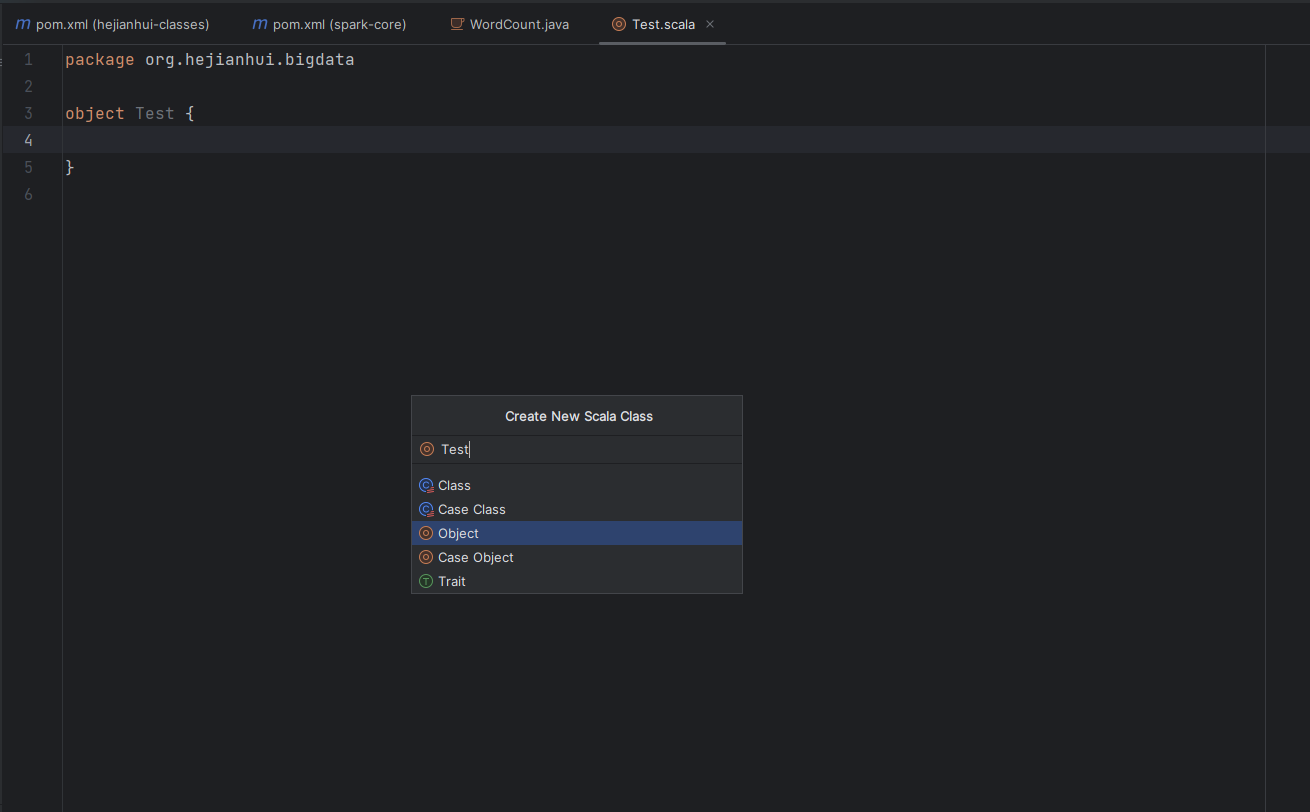 pom.xml (hejianhui-classes) pom.xml (spark-core) WordCount.java Test.scala
1 package org.hejianhui.bigdata
2
3 object Test {
4
5 }
6
Create New Scala Class
Test
Class
Case Class
Object
Case Object
Trait